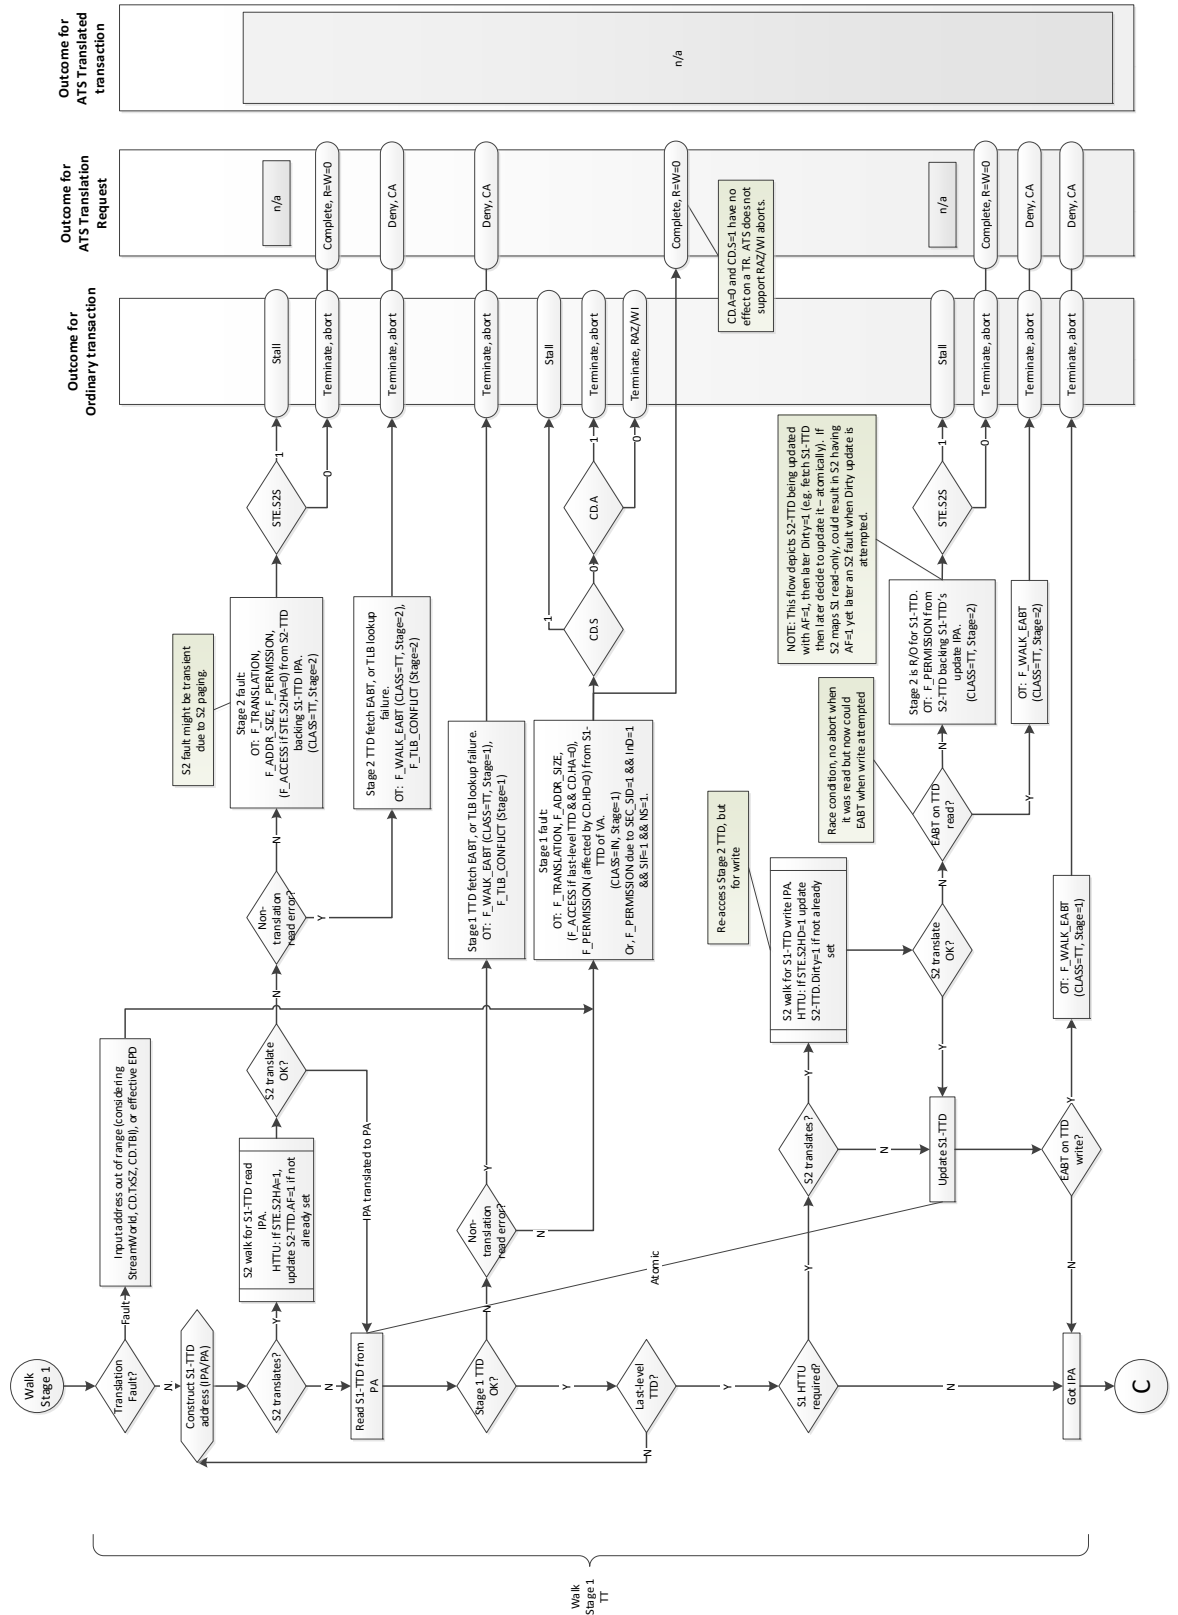 Outcome for
Ordinary transaction
Outcome for
ATS Translation
Request
Outcome for
ATS Translated
transaction
Walk
Stage 1
TT
Walk
Stage 1
Translation
Fault?
Fault
N
Input address out of range (considering
StreamWorld, CD.TxSZ, CD.TBI), or effective EPD
Construct S1-TTD
address (IPA/PA)
S2 translates?
Y
N
S2 walk for S1-TTD read
IPA.
HTTU: If STE.S2HA=1,
update S2-TTD.AF=1 if not
already set
S2 translate
OK?
N
IPA translated to PA
Non-
translation
read error?
N
Y
S2 fault might be transient
due to S2 paging.
Stage 2 fault:
OT: F_TRANSLATION,
F_ADDR_SIZE, F_PERMISSION,
(F_ACCESS if STE.S2HA=0) from S2-TTD
backing S1-TTD IPA.
(CLASS=TT, Stage=2)
STE.S2S
1
0
Stall
n/a
n/a
Terminate, abort
Complete, R=W=0
Stage 2 TTD fetch EABT, or TLB lookup
failure.
OT: F_WALK_EABT (CLASS=TT, Stage=2),
F_TLB_CONFLICT (Stage=2)
Terminate, abort
Deny, CA
Read S1-TTD from
PA
Stage 1 TTD
OK?
N
Y
Non-
translation
read error?
Y
N
Stage 1 TTD fetch EABT, or TLB lookup failure.
OT: F_WALK_EABT (CLASS=TT, Stage=1),
F_TLB_CONFLICT (Stage=1)
Terminate, abort
Deny, CA
Stage 1 fault:
OT: F_TRANSLATION, F_ADDR_SIZE,
(F_ACCESS if last-level TTD && CD.HA=0),
F_PERMISSION (affected by CD.HD=0) from S1-
TTD of VA.
(CLASS=IN, Stage=1)
Or, F_PERMISSION due to SEC_SID=1 && InD=1
&& SIF=1 && NS=1.
CD.S
1
0
CD.A
1
0
Stall
Terminate, abort
Terminate, RAZ/WI
Complete, R=W=0
CD.A=0 and CD.S=1 have no
effect on a TR. ATS does not
support RAZ/WI aborts.
Last-level
TTD?
N
Y
Atomic
S1 HTTU
required?
Y
N
S2 translates?
Y
N
Re-access Stage 2 TTD, but
for write
S2 walk for S1-TTD write IPA.
HTTU: If STE.S2HD=1 update
S2-TTD.Dirty=1 if not already
set
S2 translate
OK?
Y
N
Race condition, no abort when
it was read but now could
EABT when write attempted
EABT on TTD
read?
N
Y
NOTE: This flow depicts S2-TTD being updated
with AF=1, then later Dirty=1 (e.g. fetch S1-TTD
then later decide to update it – atomically). If
S2 maps S1 read-only, could result in S2 having
AF=1 yet later an S2 fault when Dirty update is
attempted.
Stage 2 is R/O for S1-TTD.
OT: F_PERMISSION from
S2-TTD backing S1-TTD's
update IPA.
(CLASS=TT, Stage=2)
STE.S2S
1
0
Stall
n/a
Terminate, abort
Complete, R=W=0
OT: F_WALK_EABT
(CLASS=TT, Stage=2)
Terminate, abort
Deny, CA
Update S1-TTD
EABT on TTD
write?
Y
N
OT: F_WALK_EABT
(CLASS=TT, Stage=1)
Terminate, abort
Deny, CA
Got IPA
C